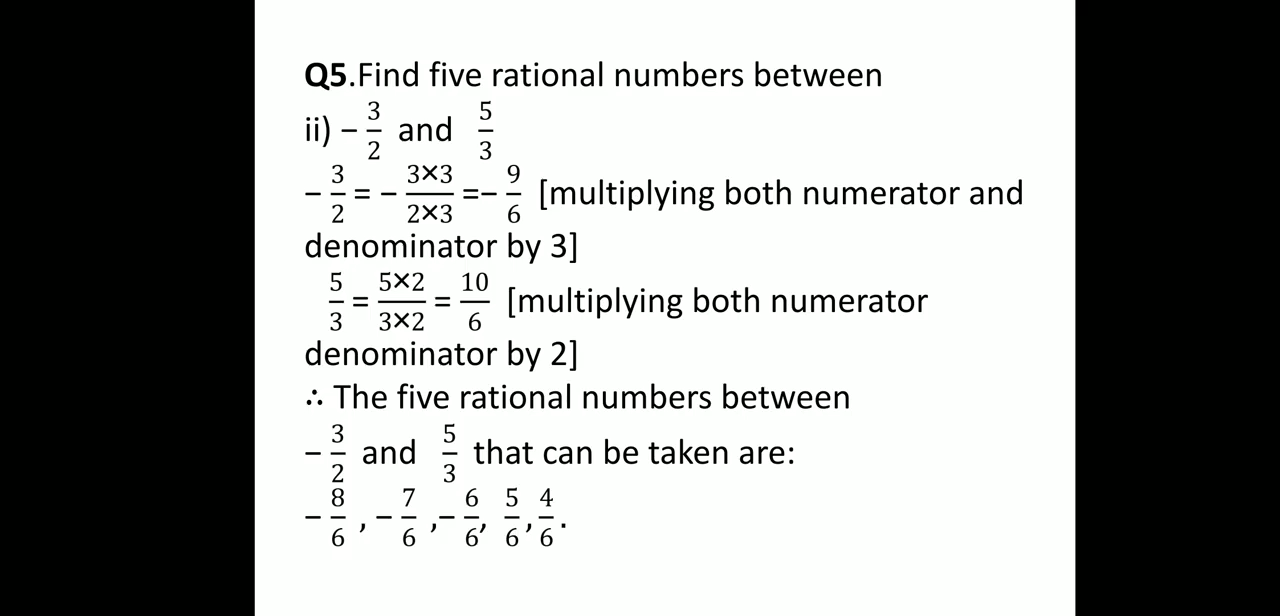 Q5.Find five rational numbers between
ii) − 3/2 and 5/3
− 3/2 = − 3×3/2×3 =− 9/6 [multiplying both numerator and
denominator by 3]
5/3 = 5×2/3×2 = 10/6 [multiplying both numerator
denominator by 2]
∴ The five rational numbers between
− 3/2 and 5/3 that can be taken are:
− 8/6 , − 7/6 ,− 6/6, 5/6 , 4/6 .